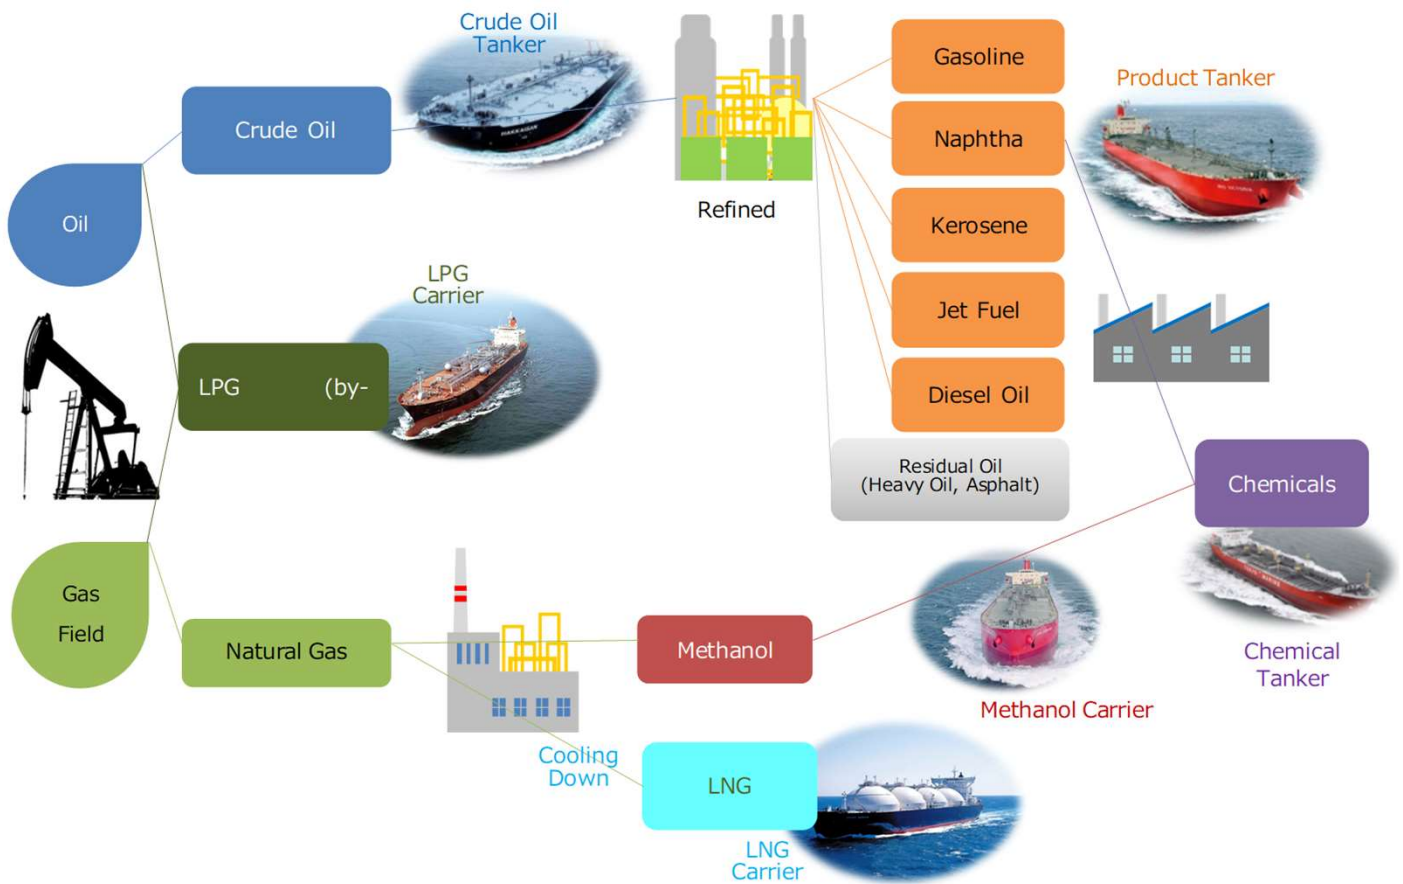 Crude Oil
Tanker
Gasoline
Product Tanker
Crude Oil
Naphtha
Refined
Oil
Kerosene
LPG
Carrier
Jet Fuel
LPG (by-
Diesel Oil
Residual Oil
(Heavy Oil, Asphalt)
Chemicals
Gas
Field
Natural Gas
Methanol
Chemical
Tanker
Methanol Carrier
Cooling
Down
LNG
LNG
Carrier